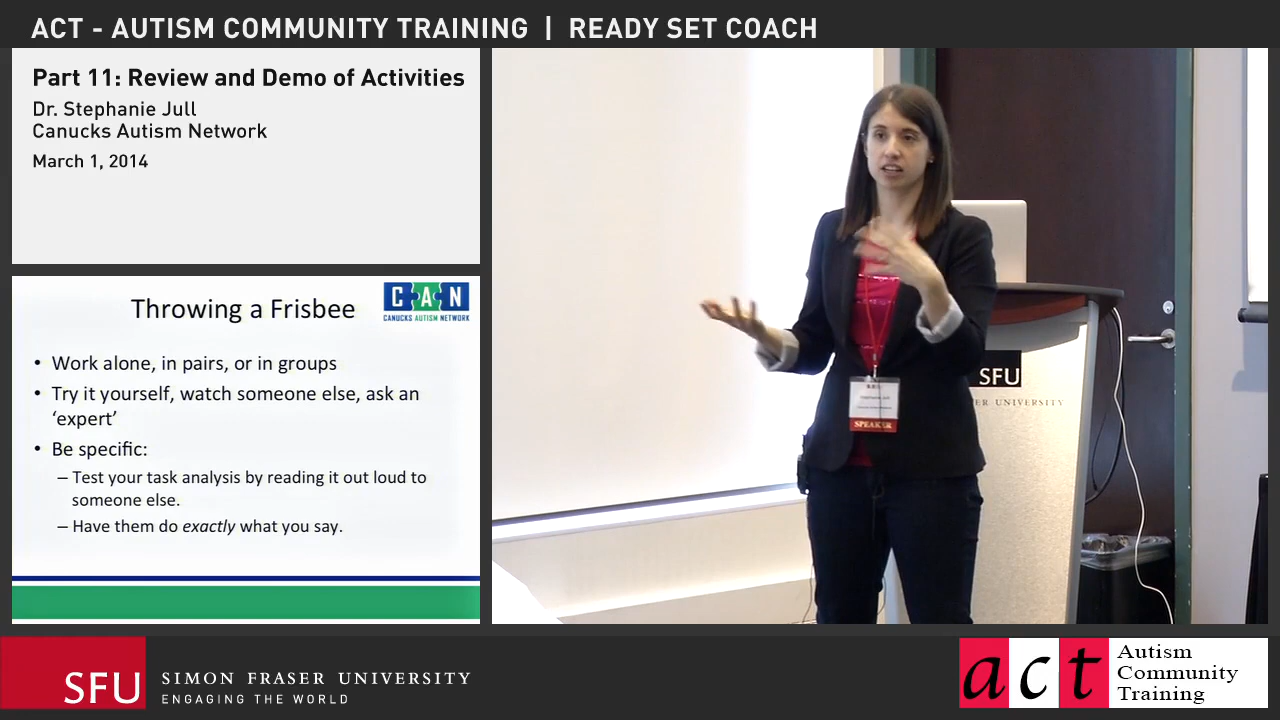 ACT - AUTISM COMMUNITY TRAINING | READY SET COACH
Part 11: Review and Demo of Activities
Dr. Stephanie Jull
Canucks Autism Network
March 1, 2014
Throwing a Frisbee
CAN
CANUCKS AUTISM NETWORK
• Work alone, in pairs, or in groups
• Try it yourself, watch someone else, ask an
‘expert’
• Be specific:
– Test your task analysis by reading it out loud to
someone else.
– Have them do exactly what you say.
SFU
ER UNIVERSITY
Stephanie Jull
SPEAKER
SFU
SIMON FRASER UNIVERSITY
ENGAGING THE WORLD
act
Autism
Community
Training